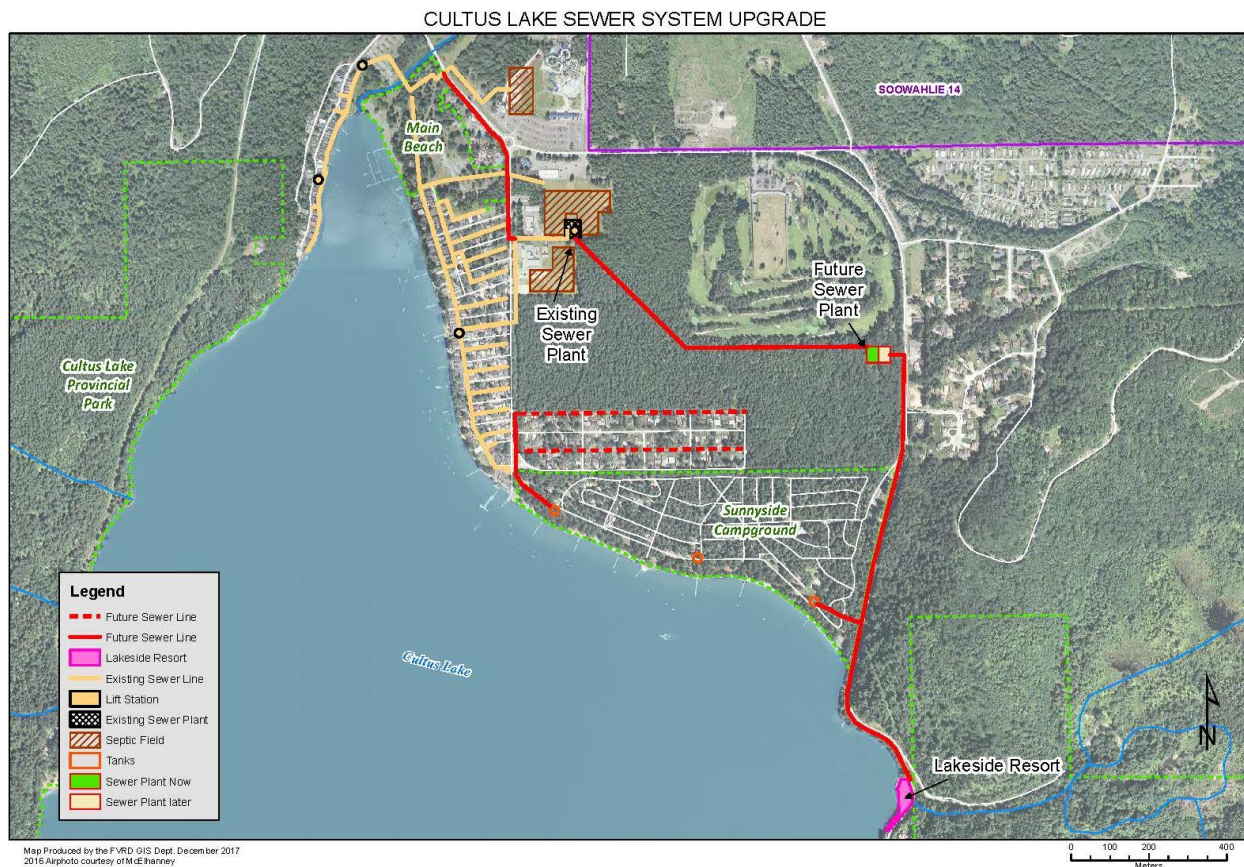 CULTUS LAKE SEWER SYSTEM UPGRADE
SOOWAHLIE 14
Main
Beach
Future
Sewer
Plant
Existing
Sewer
Plant
Cultus Lake
Provincial
Park
Sunnyside
Campground
Cultus Lake
Lakeside Resort
N
Legend
Future Sewer Line
Future Sewer Line
Lakeside Resort
Existing Sewer Line
Lift Station
Existing Sewer Plant
Septic Field
Tanks
Sewer Plant Now
Sewer Plant later
Map Produced by the FVRD GIS Dept. December 2017
2016 Airphoto courtesy of McElhanney
0 100 200 400
Meters